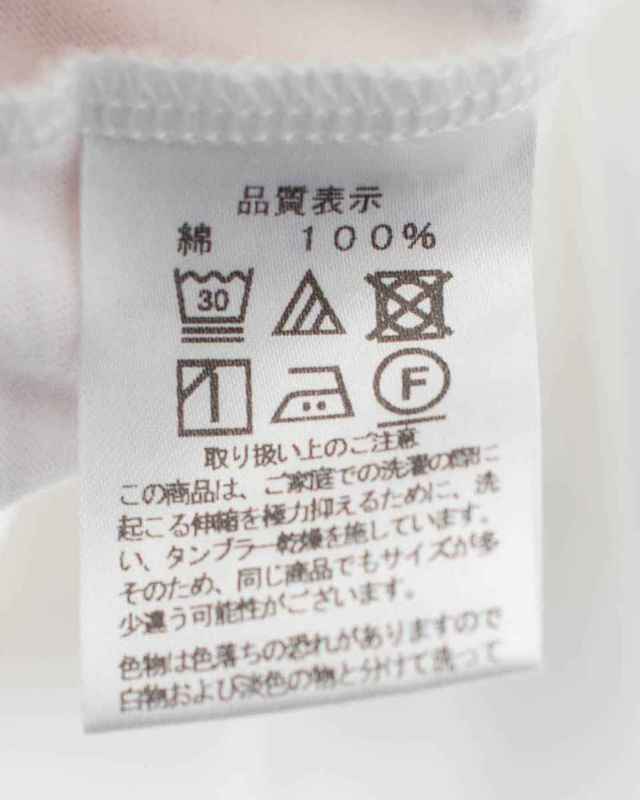 品質表示
綿 100%
30
F
取り扱い上のご注意
この商品は、ご家庭での洗濯の際に
起こる伸縮を極力抑えるために、洗
い、タンブラー乾燥を施しています。
そのため、同じ商品でもサイズが多
少違う可能性がございます。
色物は色落ちの恐れがありますので
白物および淡色の物と分けて洗って